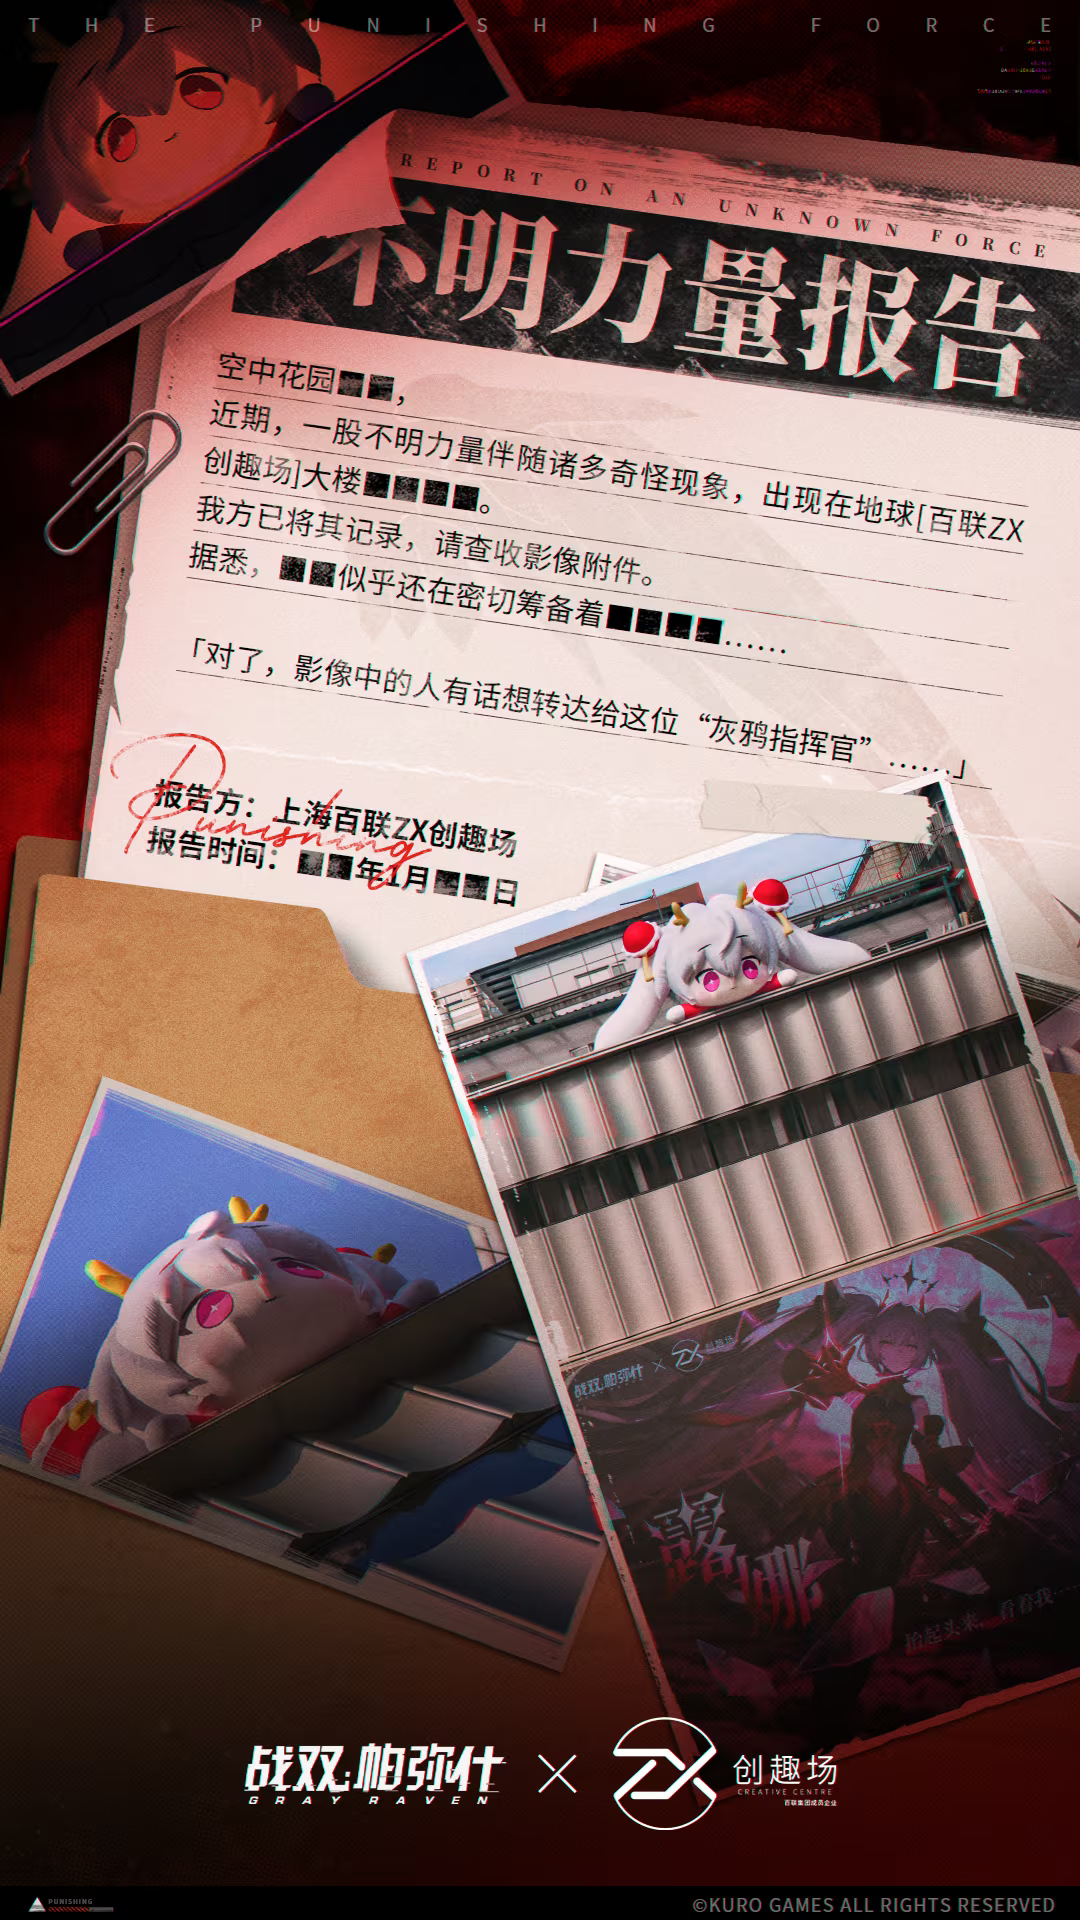 THE PUNISHING FORCE
REPORT ON AN UNKNOWN FORCE
不明力量报告
空中花园■■，
近期，一股不明力量伴随诸多奇怪现象，出现在地球[百联ZX
创趣场]大楼■■■■。
我方已将其记录，请查收影像附件。
据悉，■■似乎还在密切筹备着■■■■……
「对了，影像中的人有话想转达给这位“灰鸦指挥官”……」
Punishing
报告方：上海百联ZX创趣场
报告时间：■■年1月■■日
战双帕弥什 × ZX 创趣场
露娜
抬起头来，看着我……
战双帕弥什
GRAY RAVEN
×
ZX
创趣场
CREATIVE CENTRE
百联集团成员企业
PUNISHING
©KURO GAMES ALL RIGHTS RESERVED